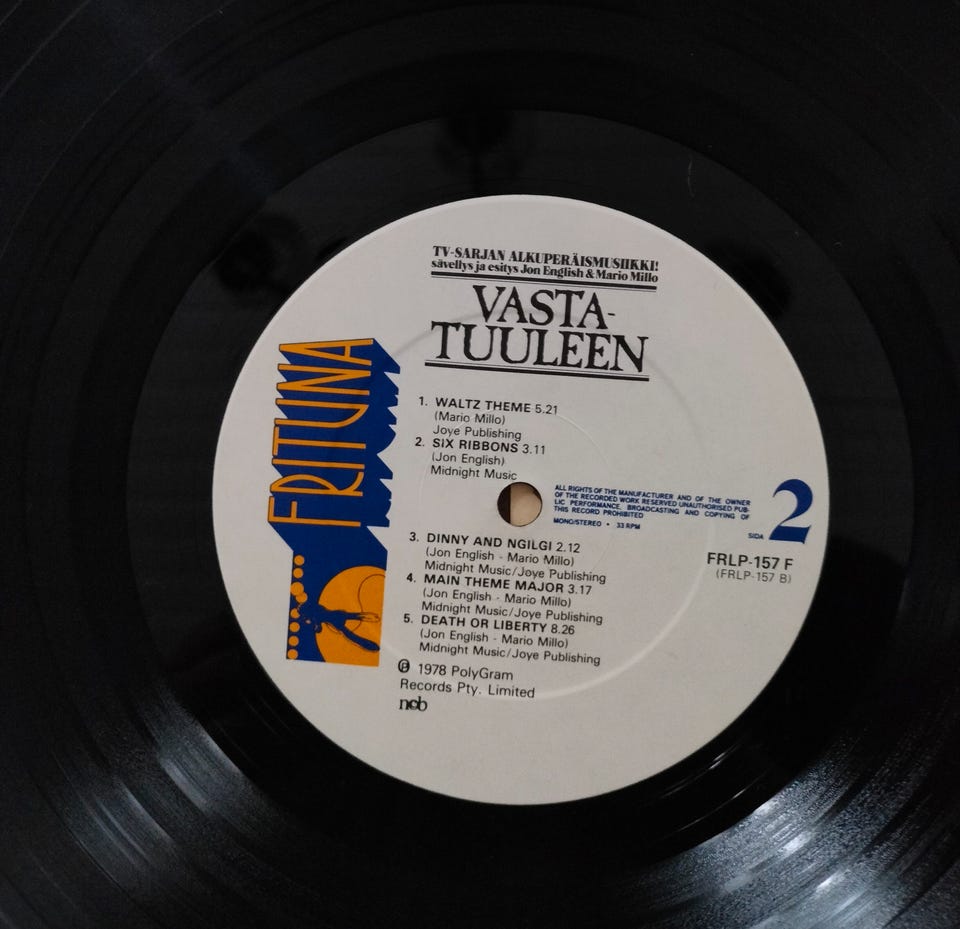 TV-SARJAN ALKUPERÄISMUSIIKKI!
sävellys ja esitys Jon English & Mario Millo
VASTA-
TUULEEN
FRITUNA
1. WALTZ THEME 5.21
(Mario Millo)
Joye Publishing
2. SIX RIBBONS 3.11
(Jon English)
Midnight Music
ALL RIGHTS OF THE MANUFACTURER AND OF THE OWNER
OF THE RECORDED WORK RESERVED UNAUTHORISED PUB-
LIC PERFORMANCE, BROADCASTING AND COPYING OF
THIS RECORD PROHIBITED
MONO/STEREO • 33 RPM
SIDA 2
FRLP-157 F
(FRLP-157 B)
3. DINNY AND NGILGI 2.12
(Jon English - Mario Millo)
Midnight Music/Joye Publishing
4. MAIN THEME MAJOR 3.17
(Jon English - Mario Millo)
Midnight Music/Joye Publishing
5. DEATH OR LIBERTY 8.26
(Jon English - Mario Millo)
Midnight Music/Joye Publishing
℗ 1978 PolyGram
Records Pty. Limited
ncb